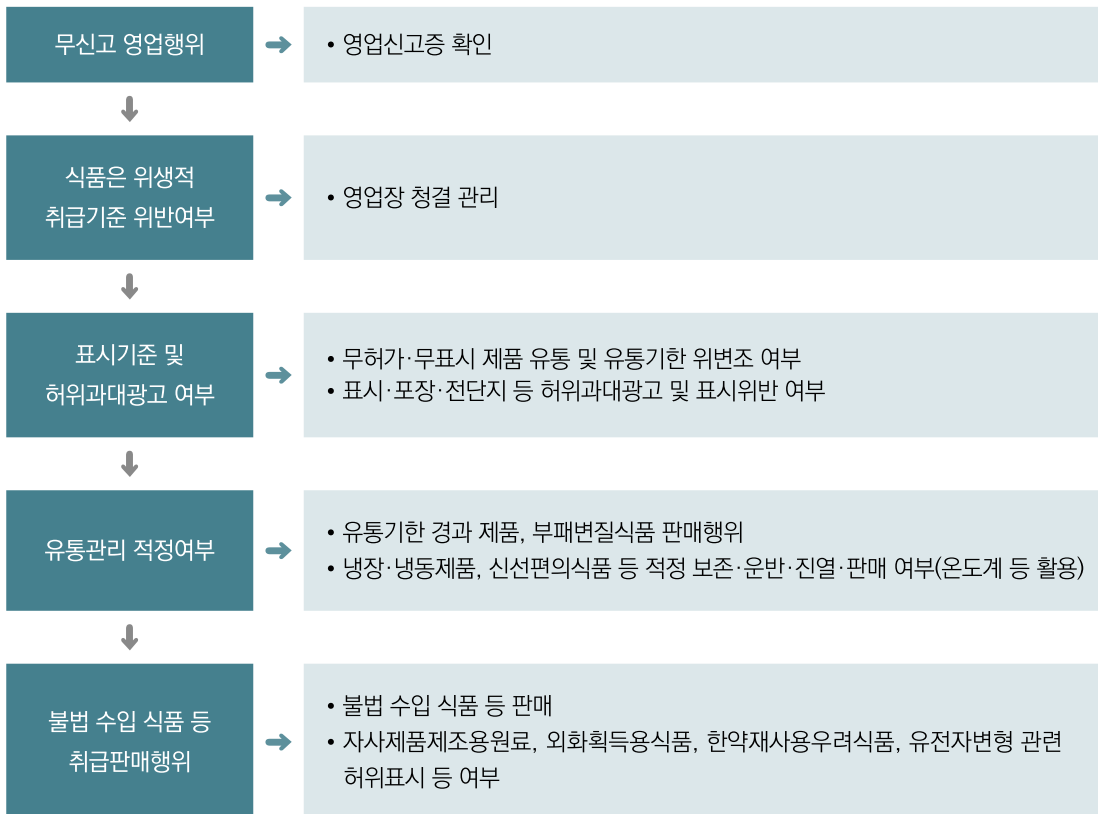 무신고 영업행위
• 영업신고증 확인
식품은 위생적
취급기준 위반여부
• 영업장 청결 관리
표시기준 및
허위과대광고 여부
• 무허가·무표시 제품 유통 및 유통기한 위변조 여부
• 표시·포장·전단지 등 허위과대광고 및 표시위반 여부
유통관리 적정여부
• 유통기한 경과 제품, 부패변질식품 판매행위
• 냉장·냉동제품, 신선편의식품 등 적정 보존·운반·진열·판매 여부(온도계 등 활용)
불법 수입 식품 등
취급판매행위
• 불법 수입 식품 등 판매
• 자사제품제조용원료, 외화획득용식품, 한약재사용우려식품, 유전자변형 관련
허위표시 등 여부